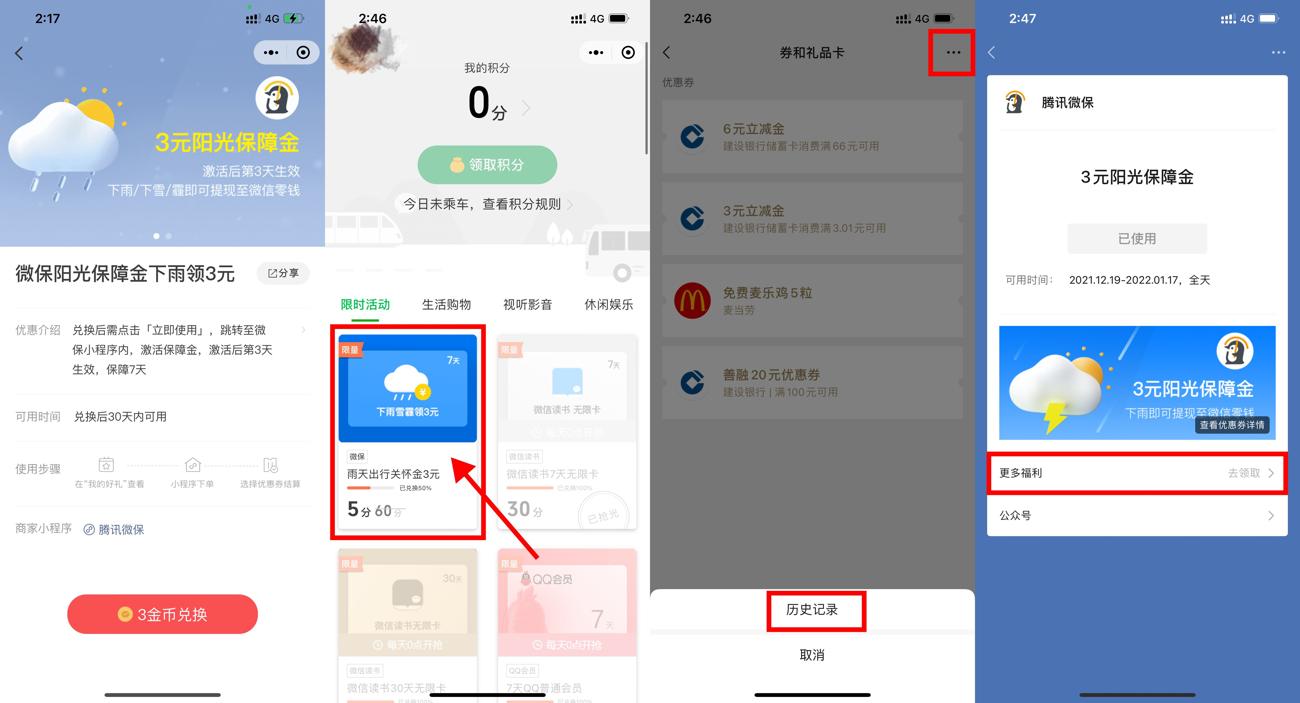 2:17
4G
3元阳光保障金
激活后第3天生效
下雨/下雪/霾即可提现至微信零钱
微保阳光保障金下雨领3元
分享
优惠介绍
兑换后需点击「立即使用」，跳转至微
保小程序内，激活保障金，激活后第3天
生效，保障7天
可用时间
兑换后30天内可用
使用步骤
在“我的好礼”查看
小程序下单
选择优惠券结算
商家小程序
腾讯微保
3金币兑换
2:46
4G
我的积分
0分
领取积分
今日未乘车，查看积分规则
限时活动
生活购物
视听影音
休闲娱乐
限量
7天
下雨雪霾领3元
微保
雨天出行关怀金3元
已兑换50%
5分 60分
限量
7天
微信读书 无限卡
每天0点开抢
微信读书
微信读书7天无限卡
已兑换100%
30分
已抢光
限量
30天
微信读书无限卡
每天0点开抢
微信读书
微信读书30天无限卡
已兑换100%
限量
QQ会员
7天
每天0点开抢
QQ会员
7天QQ普通会员
2:46
4G
券和礼品卡
优惠券
6元立减金
建设银行储蓄卡消费满66元可用
3元立减金
建设银行储蓄卡消费满3.01元可用
免费麦乐鸡5粒
麦当劳
善融20元优惠券
建设银行 | 满100元可用
历史记录
取消
2:47
4G
腾讯微保
3元阳光保障金
已使用
可用时间：
2021.12.19-2022.01.17，全天
3元阳光保障金
下雨即可提现至微信零钱
查看优惠券详情
更多福利
去领取
公众号